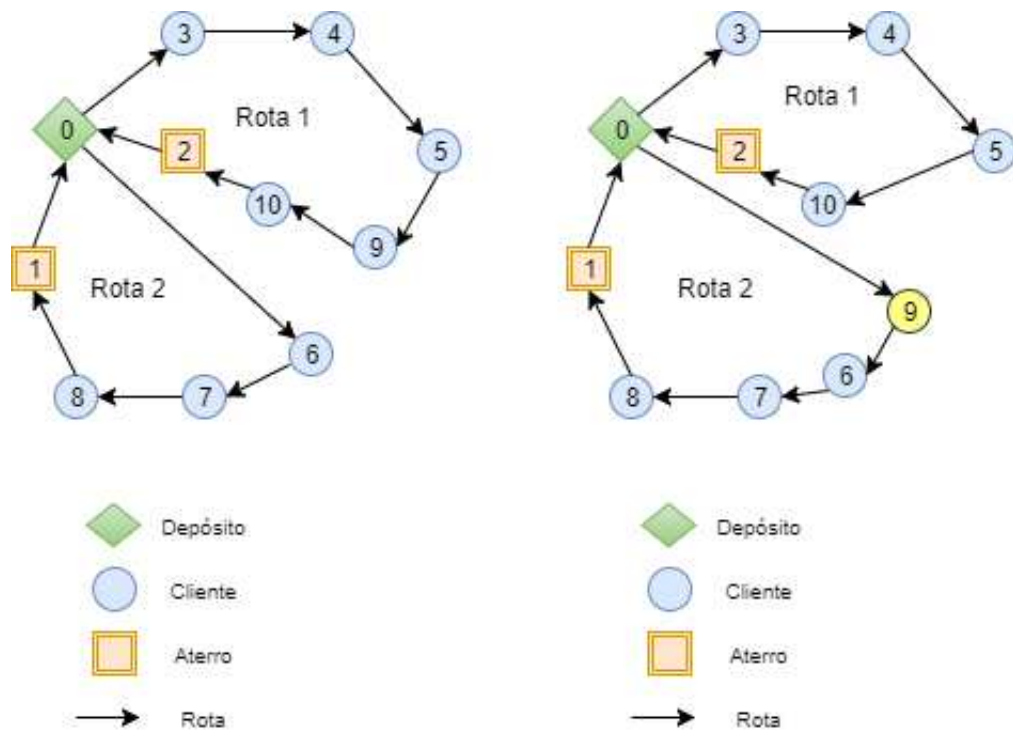 3 4 3 4
0 Rota 1 0 Rota 1
2 5 2 5
10 10
9
1 1
Rota 2 Rota 2
9
6 6
8 7 8 7
Depósito Depósito
Cliente Cliente
Aterro Aterro
Rota Rota